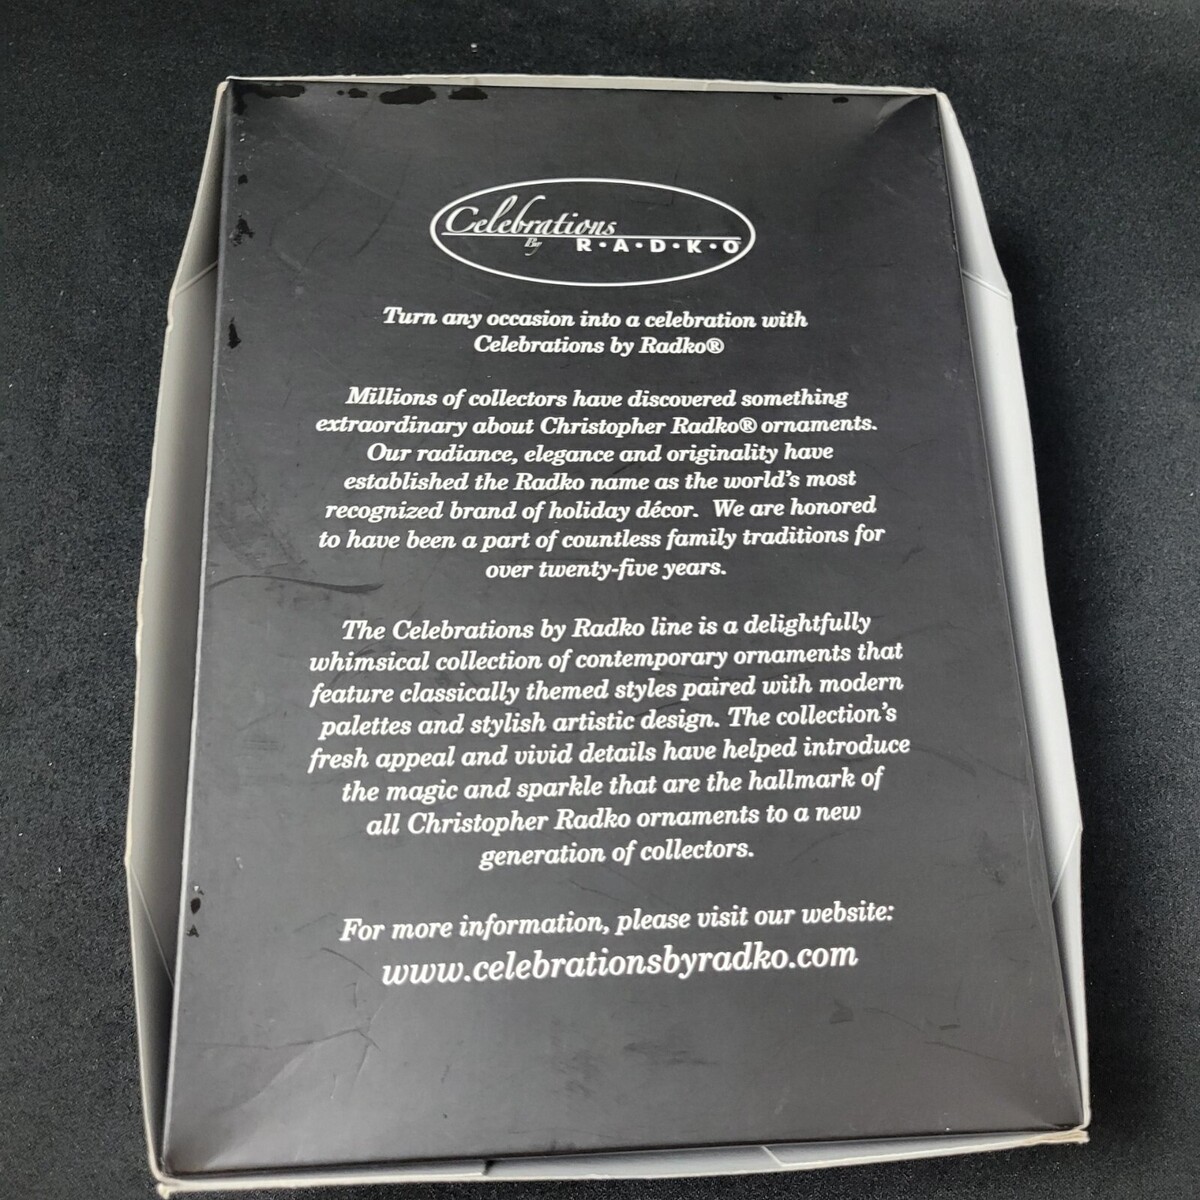 Celebrations
By R•A•D•K•O
Turn any occasion into a celebration with
Celebrations by Radko®
Millions of collectors have discovered something
extraordinary about Christopher Radko® ornaments.
Our radiance, elegance and originality have
established the Radko name as the world's most
recognized brand of holiday décor. We are honored
to have been a part of countless family traditions for
over twenty-five years.
The Celebrations by Radko line is a delightfully
whimsical collection of contemporary ornaments that
feature classically themed styles paired with modern
palettes and stylish artistic design. The collection's
fresh appeal and vivid details have helped introduce
the magic and sparkle that are the hallmark of
all Christopher Radko ornaments to a new
generation of collectors.
For more information, please visit our website:
www.celebrationsbyradko.com